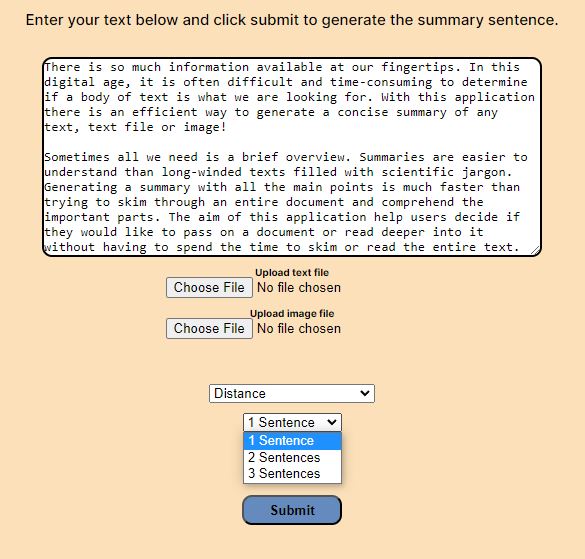 Enter your text below and click submit to generate the summary sentence.
There is so much information available at our fingertips. In this
digital age, it is often difficult and time-consuming to determine
if a body of text is what we are looking for. With this application
there is an efficient way to generate a concise summary of any
text, text file or image!

Sometimes all we need is a brief overview. Summaries are easier to
understand than long-winded texts filled with scientific jargon.
Generating a summary with all the main points is much faster than
trying to skim through an entire document and comprehend the
important parts. The aim of this application help users decide if
they would like to pass on a document or read deeper into it
without having to spend the time to skim or read the entire text.
Upload text file
Choose File No file chosen
Upload image file
Choose File No file chosen
Distance
1 Sentence
1 Sentence
2 Sentences
3 Sentences
Submit